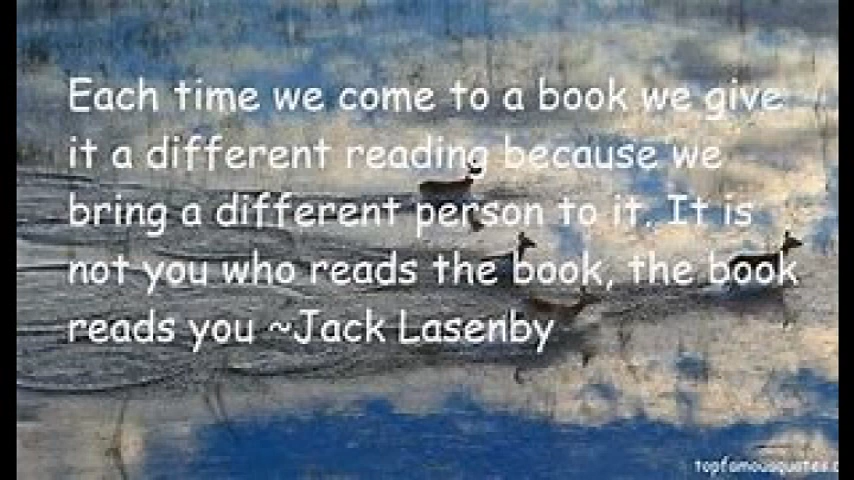 Each time we come to a book we give
it a different reading because we
bring a different person to it. It is
not you who reads the book, the book
reads you ~Jack Lasenby
topfamousquotes.c